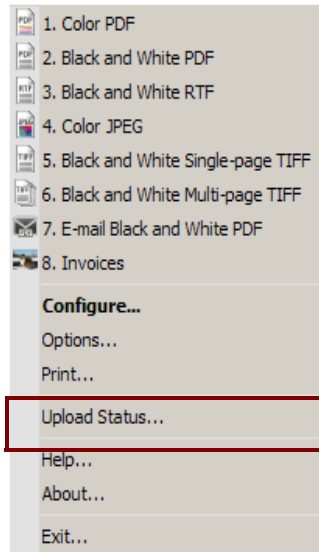 1. Color PDF
2. Black and White PDF
3. Black and White RTF
4. Color JPEG
5. Black and White Single-page TIFF
6. Black and White Multi-page TIFF
7. E-mail Black and White PDF
8. Invoices
Configure...
Options...
Print...
Upload Status...
Help...
About...
Exit...